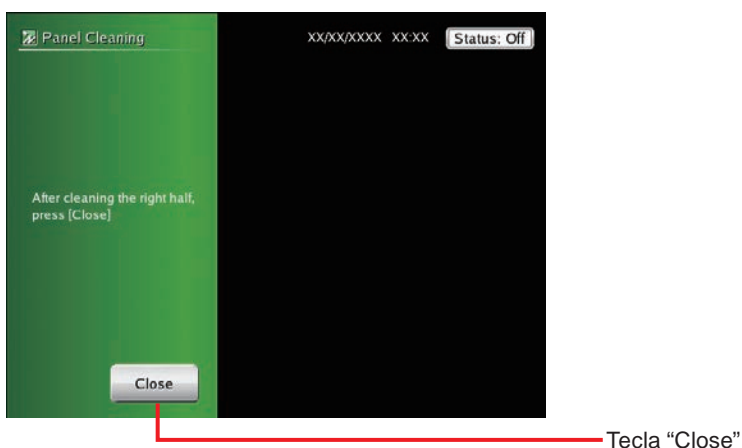 Panel Cleaning
XX/XX/XXXX XX:XX
Status: Off
After cleaning the right half,
press [Close]
Close
Tecla “Close”